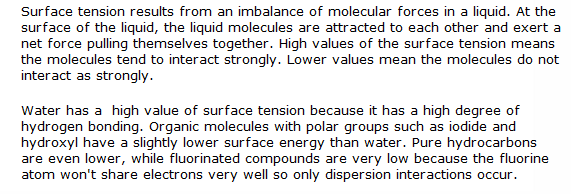 Surface tension results from an imbalance of molecular forces in a liquid. At the
surface of the liquid, the liquid molecules are attracted to each other and exert a
net force pulling themselves together. High values of the surface tension means
the molecules tend to interact strongly. Lower values mean the molecules do not
interact as strongly.

Water has a  high value of surface tension because it has a high degree of
hydrogen bonding. Organic molecules with polar groups such as iodide and
hydroxyl have a slightly lower surface energy than water. Pure hydrocarbons
are even lower, while fluorinated compounds are very low because the fluorine
atom won't share electrons very well so only dispersion interactions occur.